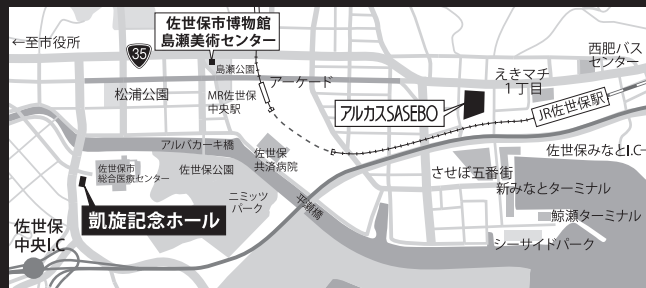 佐世保市博物館
島瀬美術センター
←至市役所
35
島瀬公園
松浦公園
MR佐世保
中央駅
アーケード
アルカスSASEBO
えきマチ
1丁目
西肥バス
センター
JR佐世保駅
アルバカーキ橋
佐世保市
総合医療センター
佐世保公園
佐世保
共済病院
ニミッツ
パーク
平瀬橋
凱旋記念ホール
佐世保
中央I.C
佐世保みなとI.C
させぼ五番街
新みなとターミナル
鯨瀬ターミナル
シーサイドパーク